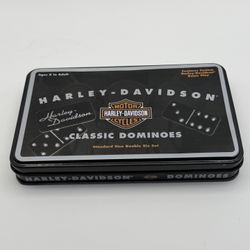 Ages 8 to Adult
HARLEY-DAVIDSON
Harley
Davidson
MOTOR
HARLEY-DAVIDSON
CYCLES
CLASSIC DOMINOES
Standard Size Double Six Set
HARLEY-DAVIDSON DOMINOES